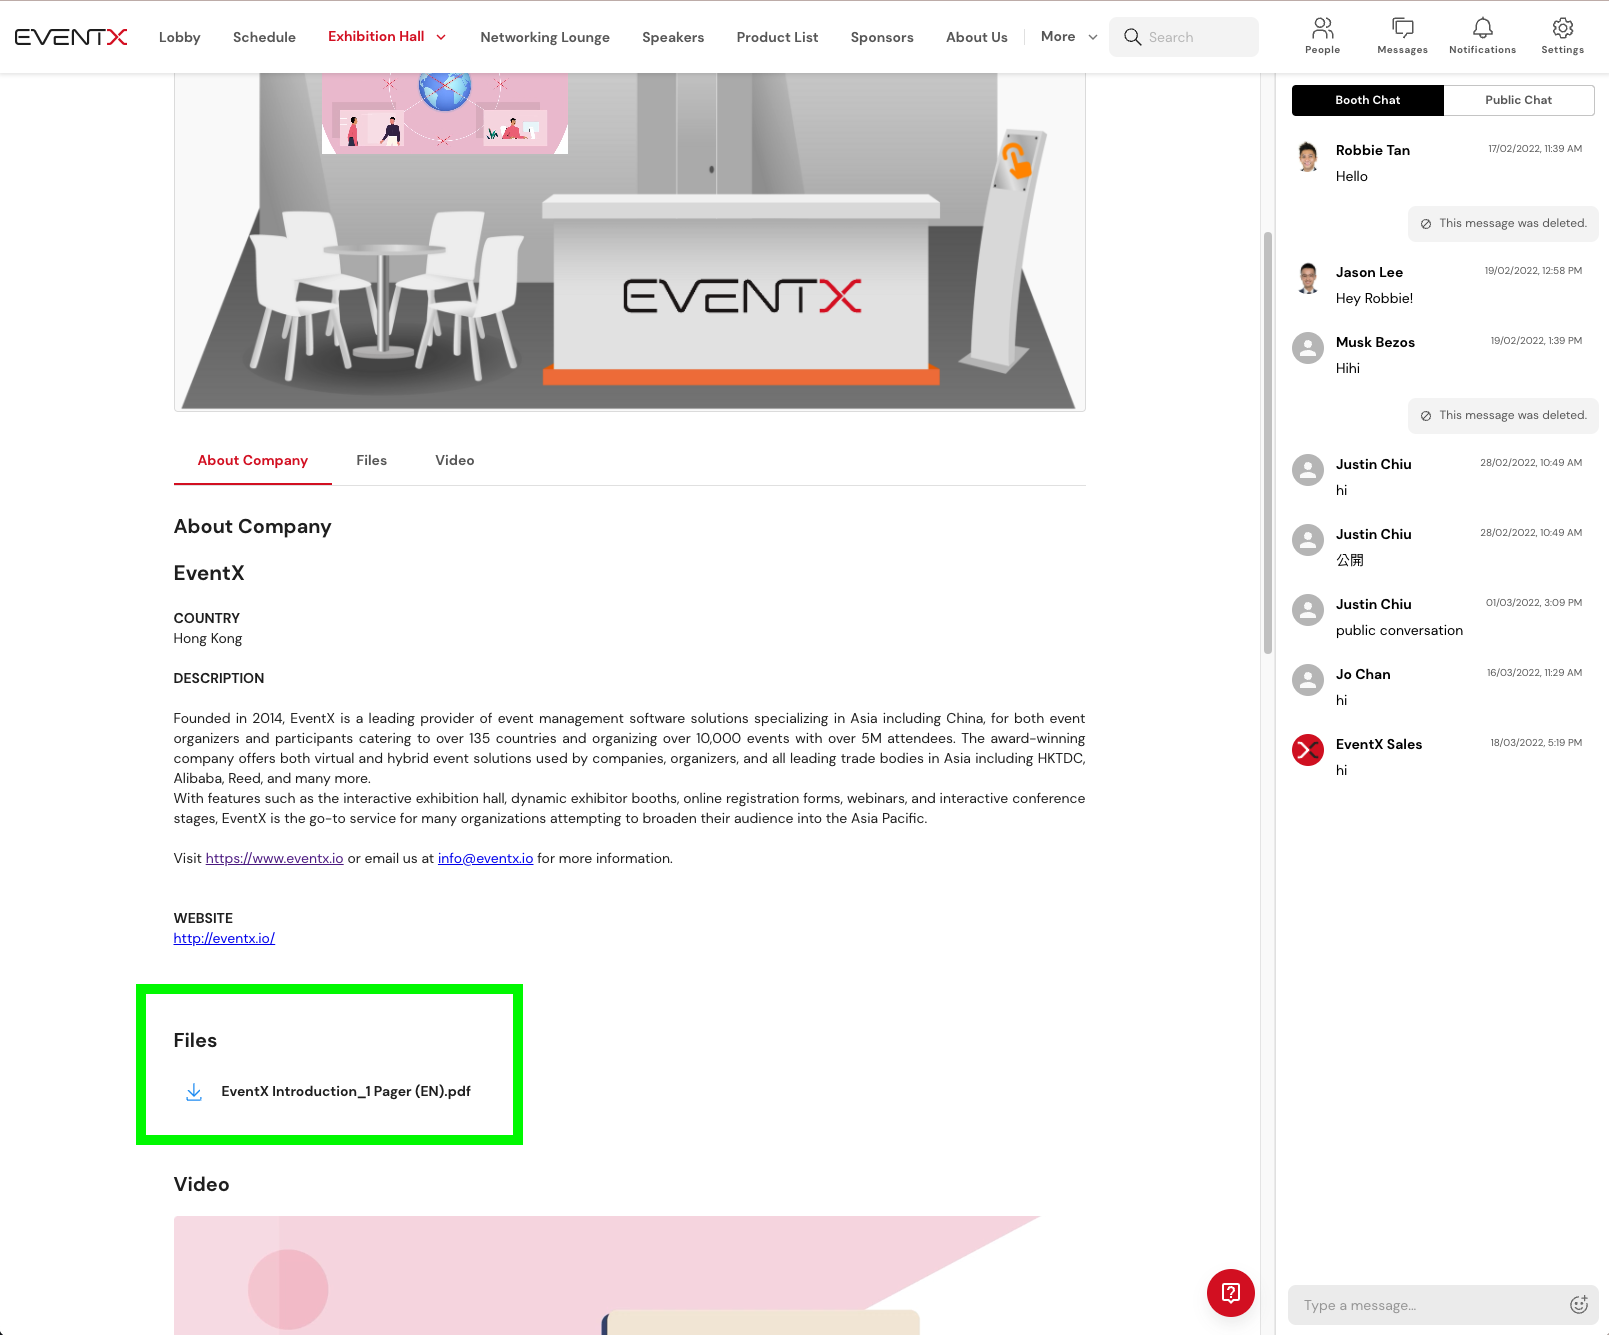 EVENTX
Lobby
Schedule
Exhibition Hall
Networking Lounge
Speakers
Product List
Sponsors
About Us
More
Search
People
Messages
Notifications
Settings
EVENTX
About Company
Files
Video
About Company
EventX
COUNTRY
Hong Kong
DESCRIPTION
Founded in 2014, EventX is a leading provider of event management software solutions specializing in Asia including China, for both event
organizers and participants catering to over 135 countries and organizing over 10,000 events with over 5M attendees. The award-winning
company offers both virtual and hybrid event solutions used by companies, organizers, and all leading trade bodies in Asia including HKTDC,
Alibaba, Reed, and many more.
With features such as the interactive exhibition hall, dynamic exhibitor booths, online registration forms, webinars, and interactive conference
stages, EventX is the go-to service for many organizations attempting to broaden their audience into the Asia Pacific.
Visit https://www.eventx.io or email us at info@eventx.io for more information.
WEBSITE
http://eventx.io/
Files
EventX Introduction_1 Pager (EN).pdf
Video
Booth Chat
Public Chat
Robbie Tan 17/02/2022, 11:39 AM
Hello
This message was deleted.
Jason Lee 19/02/2022, 12:58 PM
Hey Robbie!
Musk Bezos 19/02/2022, 1:39 PM
Hihi
This message was deleted.
Justin Chiu 28/02/2022, 10:49 AM
hi
Justin Chiu 28/02/2022, 10:49 AM
公開
Justin Chiu 01/03/2022, 3:09 PM
public conversation
Jo Chan 16/03/2022, 11:29 AM
hi
EventX Sales 18/03/2022, 5:19 PM
hi
Type a message...